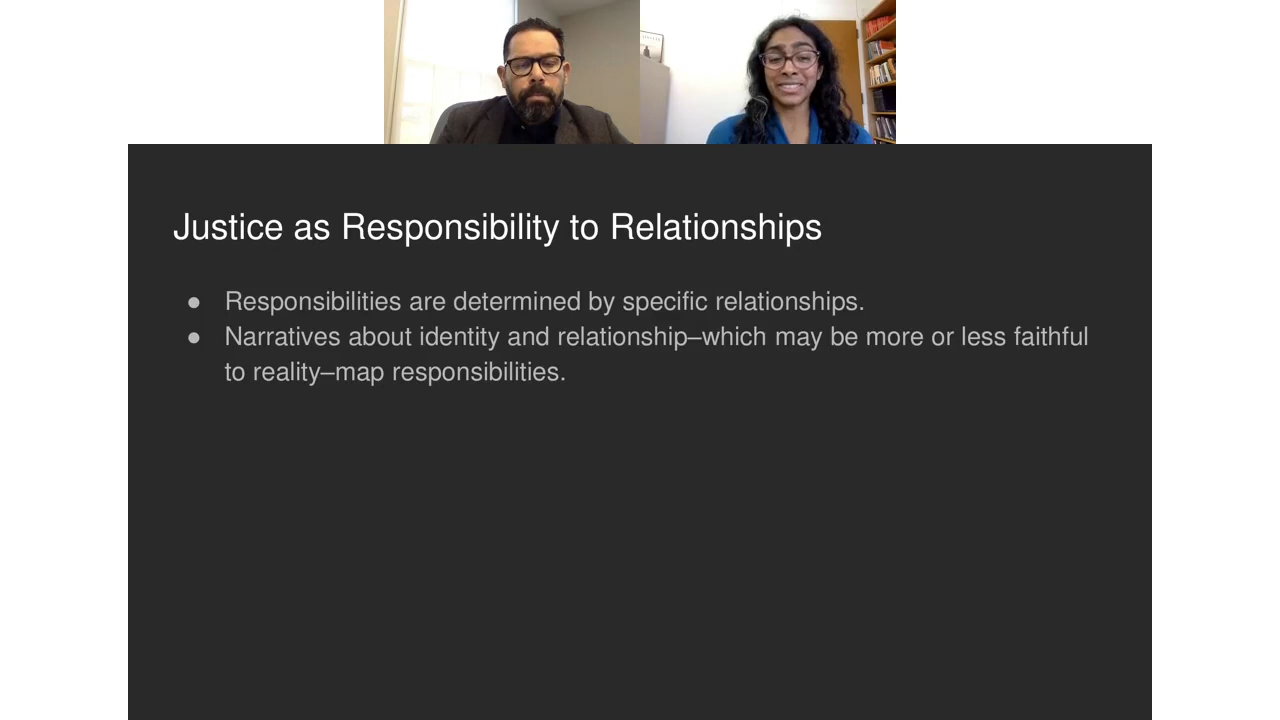 Justice as Responsibility to Relationships
● Responsibilities are determined by specific relationships.
● Narratives about identity and relationship–which may be more or less faithful
to reality–map responsibilities.